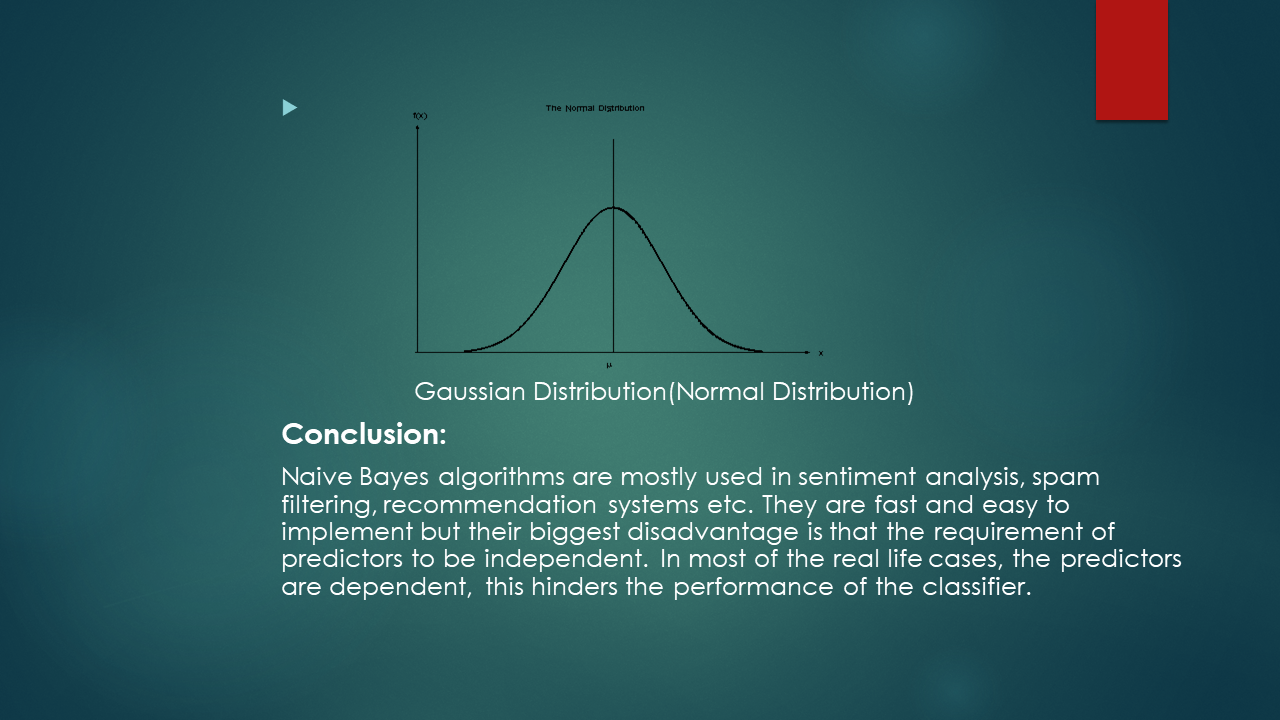 The Normal Distribution
f(x)
x
μ
Gaussian Distribution(Normal Distribution)
Conclusion:
Naive Bayes algorithms are mostly used in sentiment analysis, spam
filtering, recommendation systems etc. They are fast and easy to
implement but their biggest disadvantage is that the requirement of
predictors to be independent. In most of the real life cases, the predictors
are dependent, this hinders the performance of the classifier.